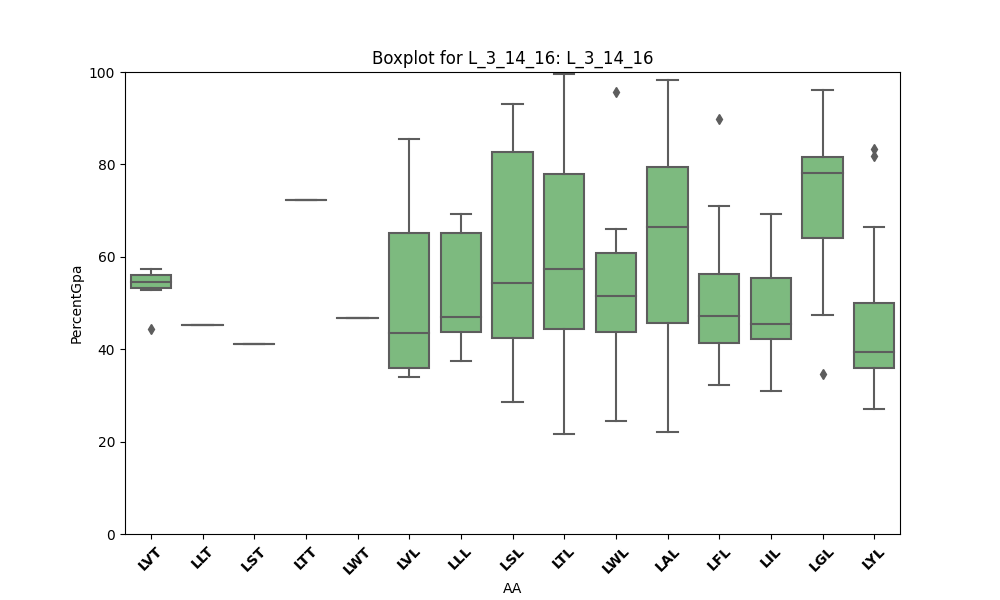 Boxplot for L_3_14_16: L_3_14_16
100
80
60
40
20
0
PercentGpa
LVT LLT LST LTT LWT LVL LLL LSL LTL LWL LAL LFL LIL LGL LYL
AA